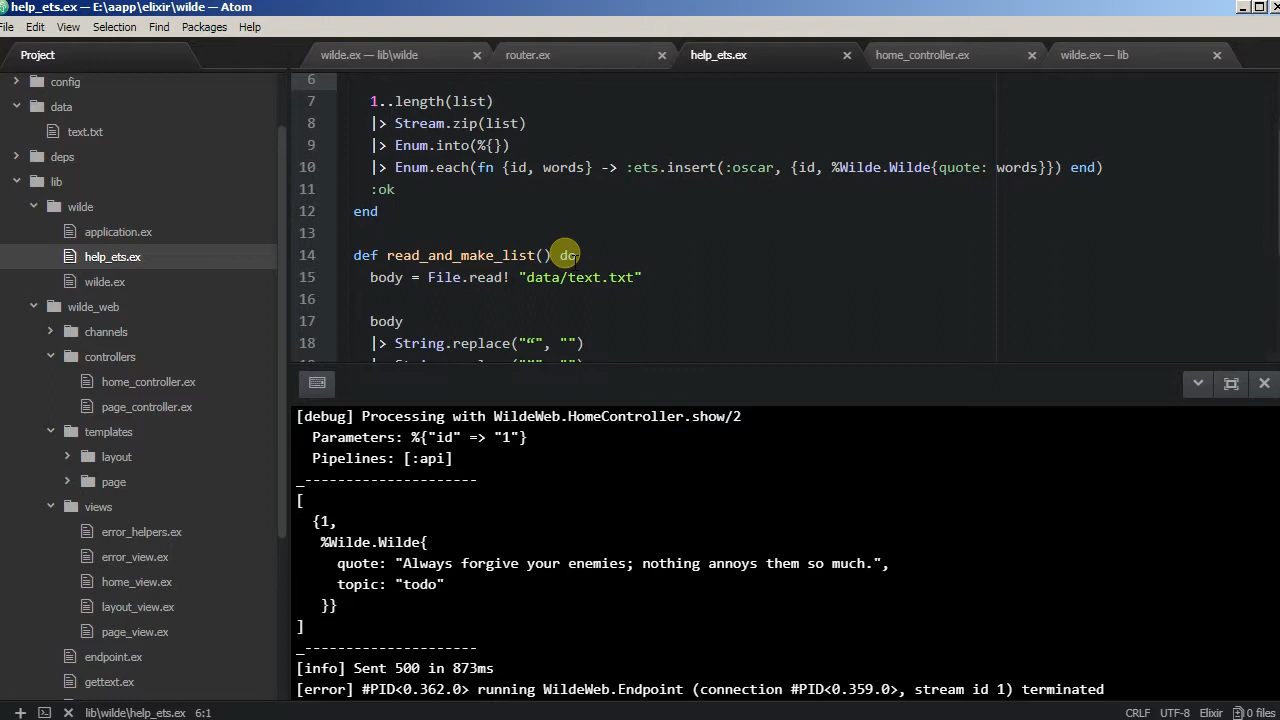 help_ets.ex — E:\aapp\elixir\wilde — Atom
File Edit View Selection Find Packages Help
Project
wilde.ex — lib\wilde
router.ex
help_ets.ex
home_controller.ex
wilde.ex — lib
config
data
text.txt
deps
lib
wilde
application.ex
help_ets.ex
wilde.ex
wilde_web
channels
controllers
home_controller.ex
page_controller.ex
templates
layout
page
views
error_helpers.ex
error_view.ex
home_view.ex
layout_view.ex
page_view.ex
endpoint.ex
gettext.ex
6
7 1..length(list)
8 |> Stream.zip(list)
9 |> Enum.into(%{})
10 |> Enum.each(fn {id, words} -> :ets.insert(:oscar, {id, %Wilde.Wilde{quote: words}}) end)
11 :ok
12 end
13
14 def read_and_make_list() do
15 body = File.read! "data/text.txt"
16
17 body
18 |> String.replace("“", "")
[debug] Processing with WildeWeb.HomeController.show/2
Parameters: %{"id" => "1"}
Pipelines: [:api]
_---------------------
[
{1,
%Wilde.Wilde{
quote: "Always forgive your enemies; nothing annoys them so much.",
topic: "todo"
}}
]
_---------------------
[info] Sent 500 in 873ms
[error] #PID<0.362.0> running WildeWeb.Endpoint (connection #PID<0.359.0>, stream id 1) terminated
lib\wilde\help_ets.ex 6:1
CRLF UTF-8 Elixir 0 files